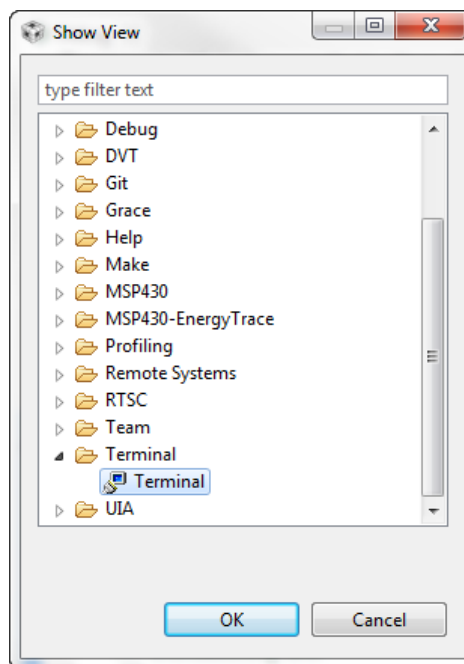 Show View
type filter text
Debug
DVT
Git
Grace
Help
Make
MSP430
MSP430-EnergyTrace
Profiling
Remote Systems
RTSC
Team
Terminal
Terminal
UIA
OK Cancel